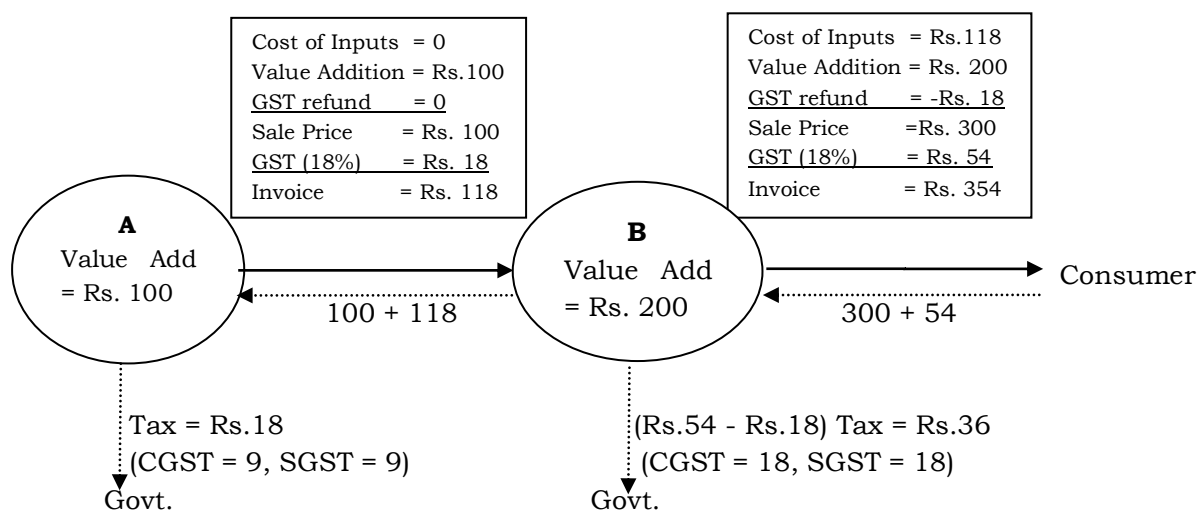 Cost of Inputs = 0
Value Addition = Rs.100
GST refund = 0
Sale Price = Rs. 100
GST (18%) = Rs. 18
Invoice = Rs. 118
Cost of Inputs = Rs.118
Value Addition = Rs. 200
GST refund = -Rs. 18
Sale Price =Rs. 300
GST (18%) = Rs. 54
Invoice = Rs. 354
A
Value Add
= Rs. 100
B
Value Add
= Rs. 200
Consumer
100 + 118
300 + 54
Tax = Rs.18
(CGST = 9, SGST = 9)
Govt.
(Rs.54 - Rs.18) Tax = Rs.36
(CGST = 18, SGST = 18)
Govt.